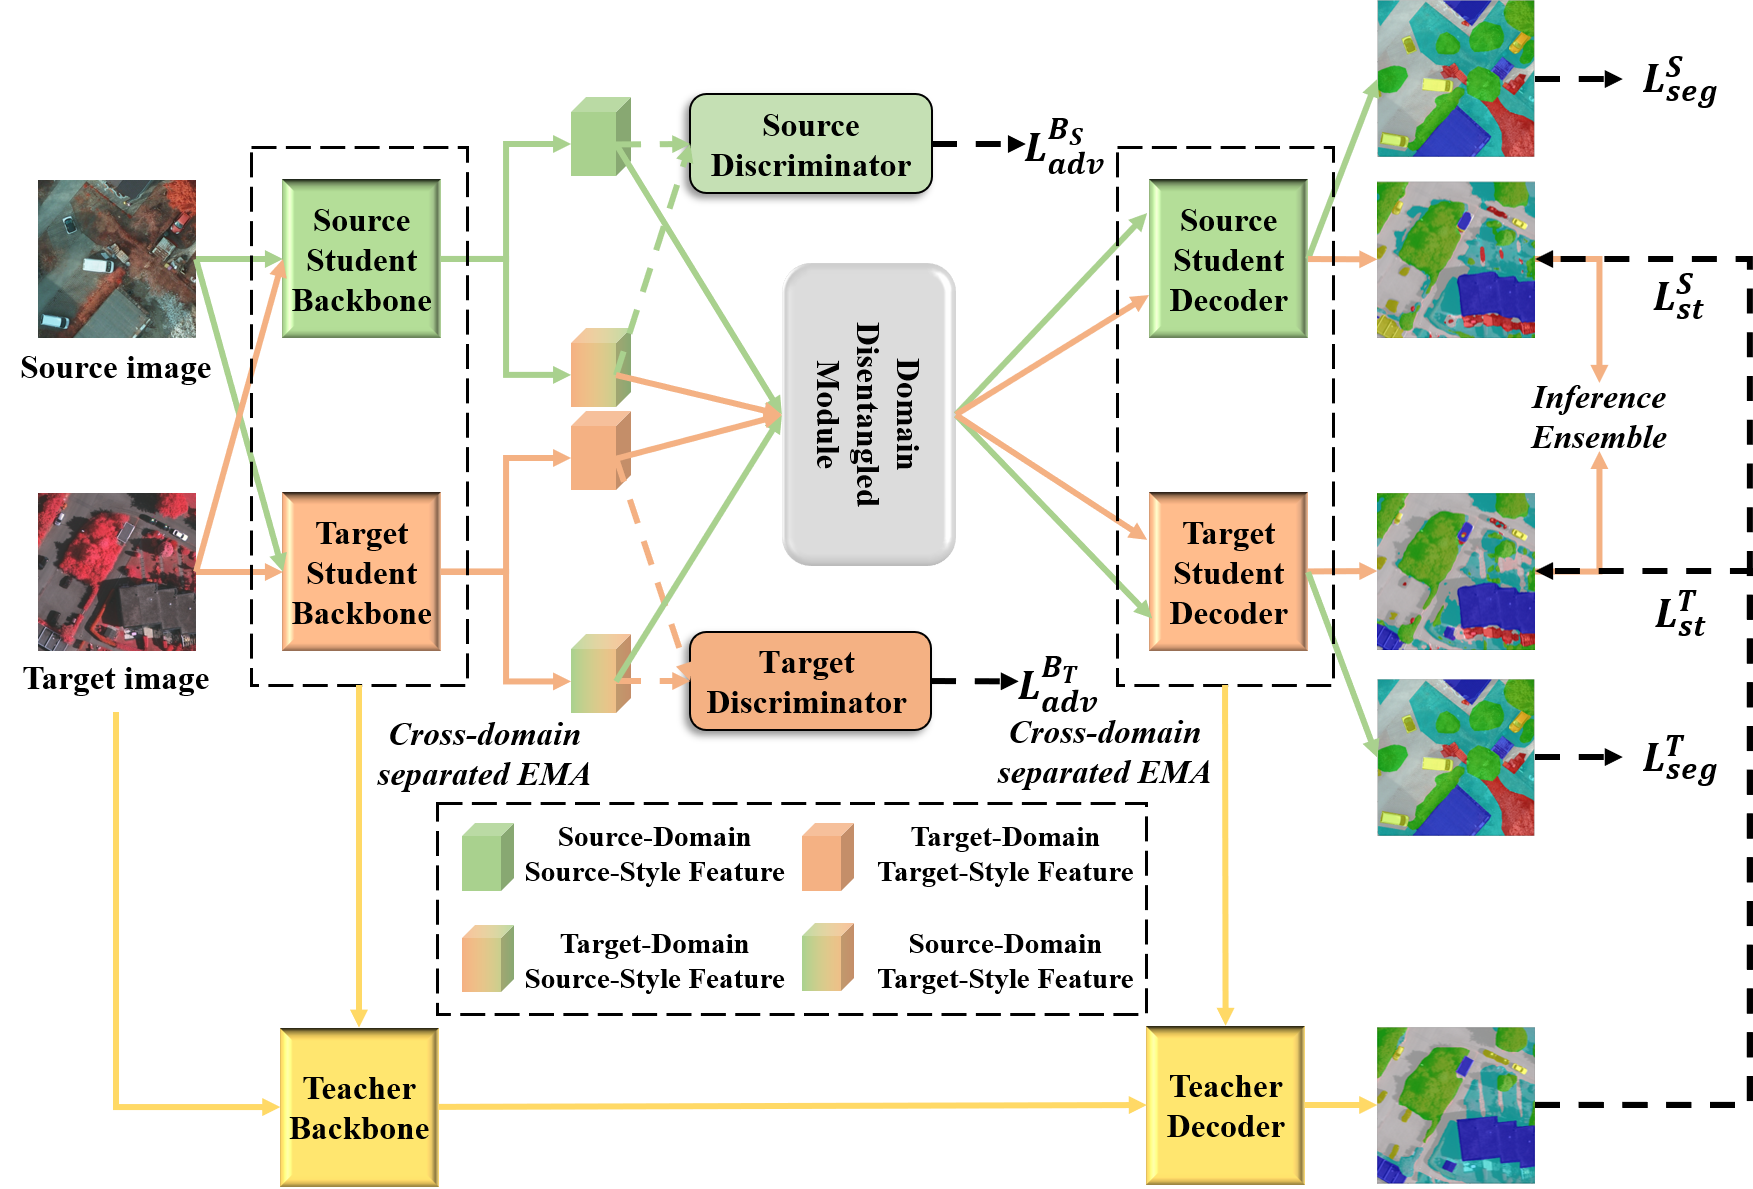 Source image
Target image
Source
Student
Backbone
Target
Student
Backbone
Source
Discriminator
L_{adv}^{B_S}
Domain
Disentangled
Module
Target
Discriminator
L_{adv}^{B_T}
Cross-domain
separated EMA
Cross-domain
separated EMA
Source
Student
Decoder
Target
Student
Decoder
L_{seg}^{S}
L_{st}^{S}
Inference
Ensemble
L_{st}^{T}
L_{seg}^{T}
Source-Domain
Source-Style Feature
Target-Domain
Target-Style Feature
Target-Domain
Source-Style Feature
Source-Domain
Target-Style Feature
Teacher
Backbone
Teacher
Decoder